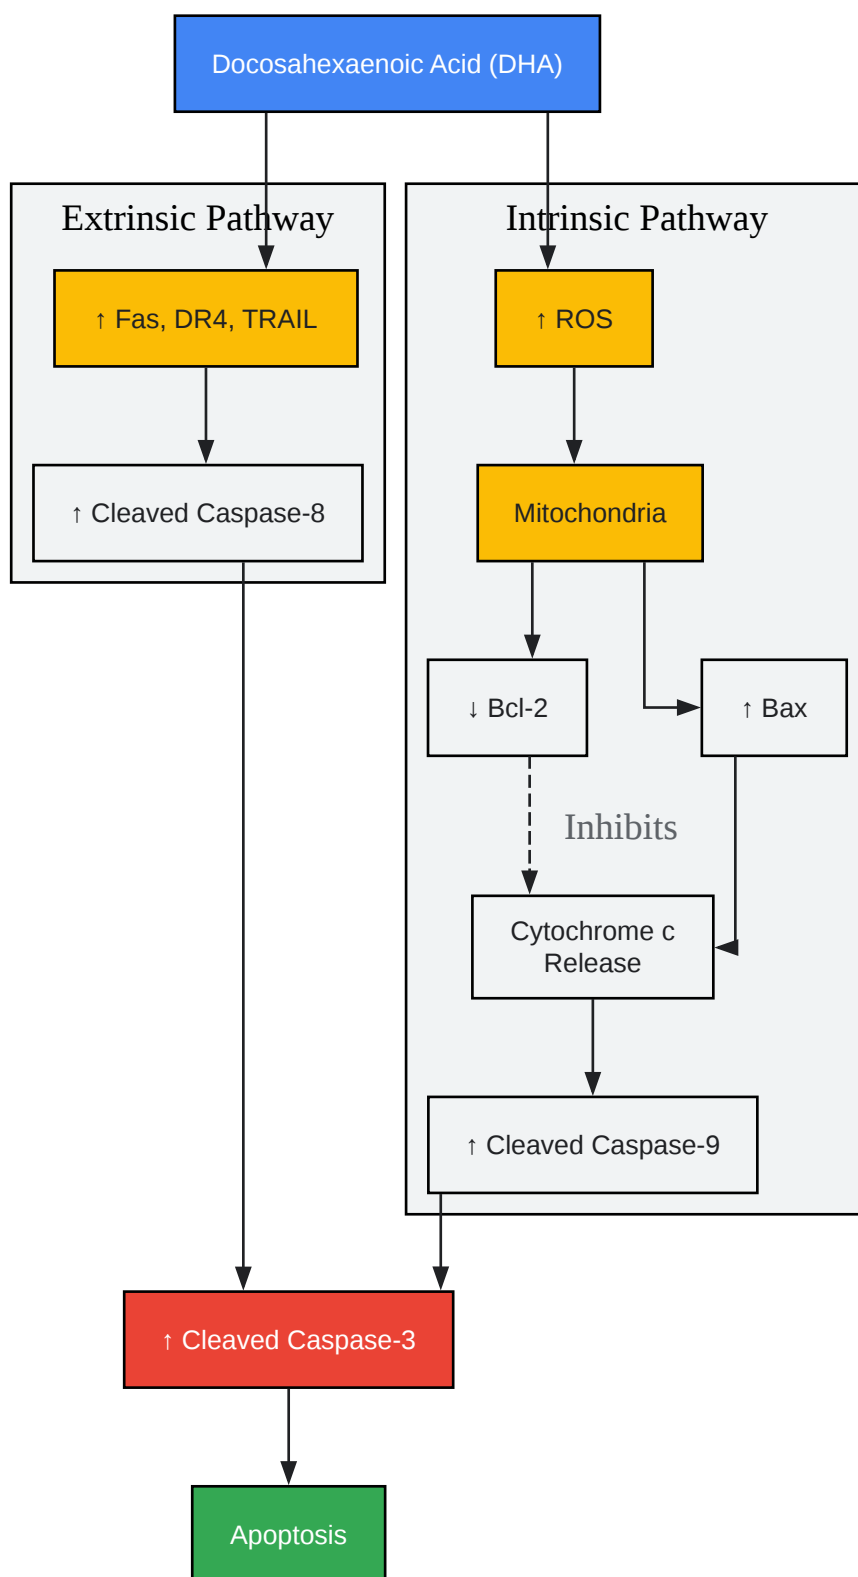 Docosahexaenoic Acid (DHA)
Extrinsic Pathway
↑ Fas, DR4, TRAIL
↑ Cleaved Caspase-8
Intrinsic Pathway
↑ ROS
Mitochondria
↓ Bcl-2
↑ Bax
Inhibits
Cytochrome c
Release
↑ Cleaved Caspase-9
↑ Cleaved Caspase-3
Apoptosis